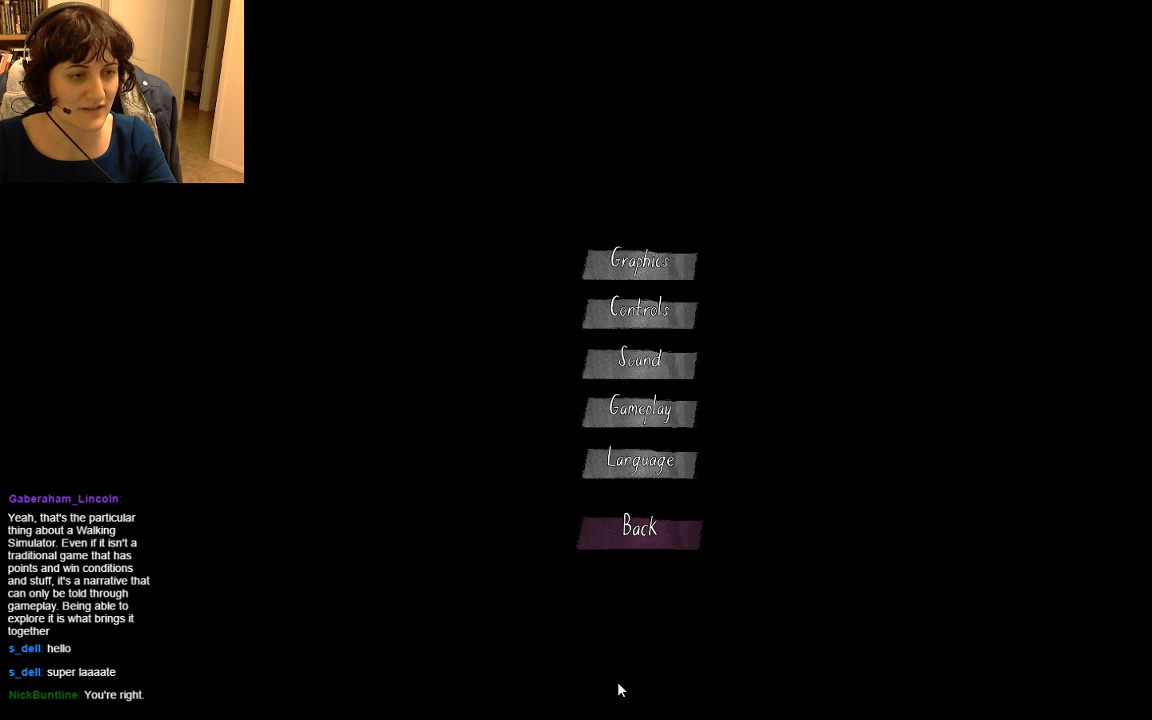 Graphics
Controls
Sound
Gameplay
Language
Back
Gaberaham_Lincoln:
Yeah, that's the particular
thing about a Walking
Simulator. Even if it isn't a
traditional game that has
points and win conditions
and stuff, it's a narrative that
can only be told through
gameplay. Being able to
explore it is what brings it
together
s_dell: hello
s_dell: super laaaate
NickBuntline: You're right.